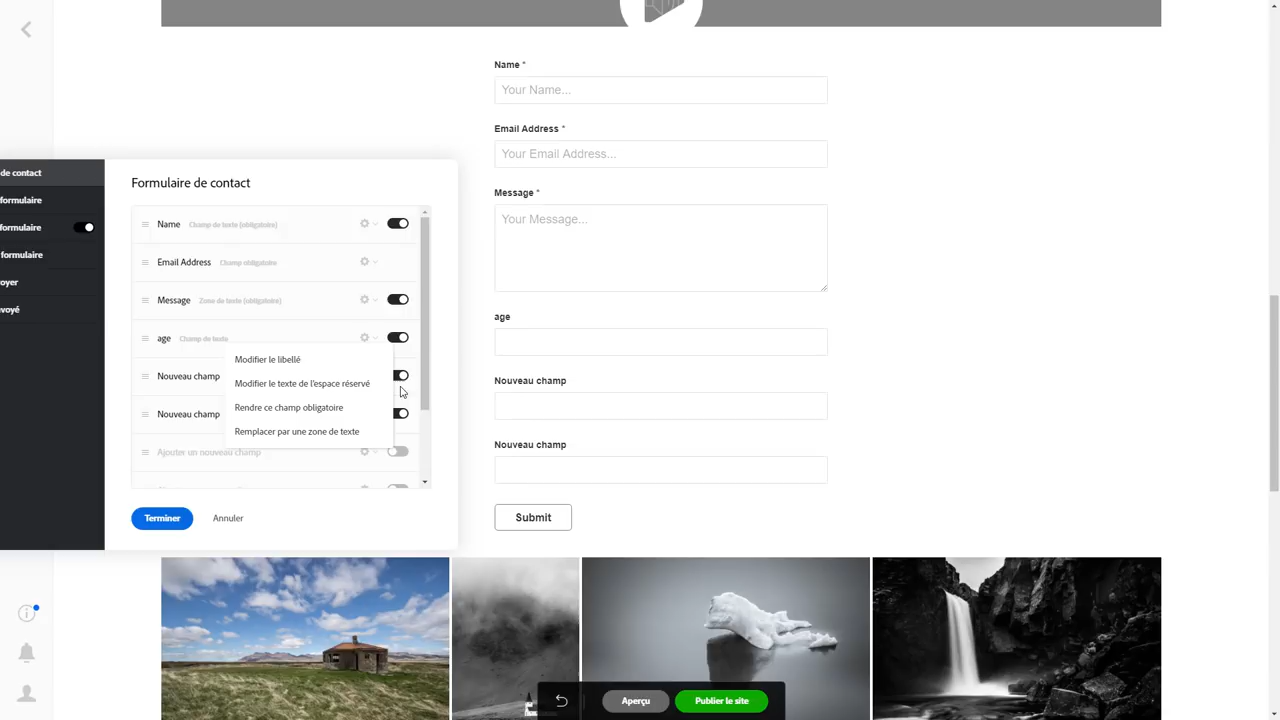 Name *
Your Name...
Email Address *
Your Email Address...
Message *
Your Message...
age
Nouveau champ
Nouveau champ
Submit
de contact
formulaire
formulaire
formulaire
oyer
voyé
Formulaire de contact
Name Champ de texte (obligatoire)
Email Address Champ obligatoire
Message Zone de texte (obligatoire)
age Champ de texte
Modifier le libellé
Modifier le texte de l'espace réservé
Rendre ce champ obligatoire
Remplacer par une zone de texte
Nouveau champ
Nouveau champ
Ajouter un nouveau champ
Terminer
Annuler
Aperçu
Publier le site